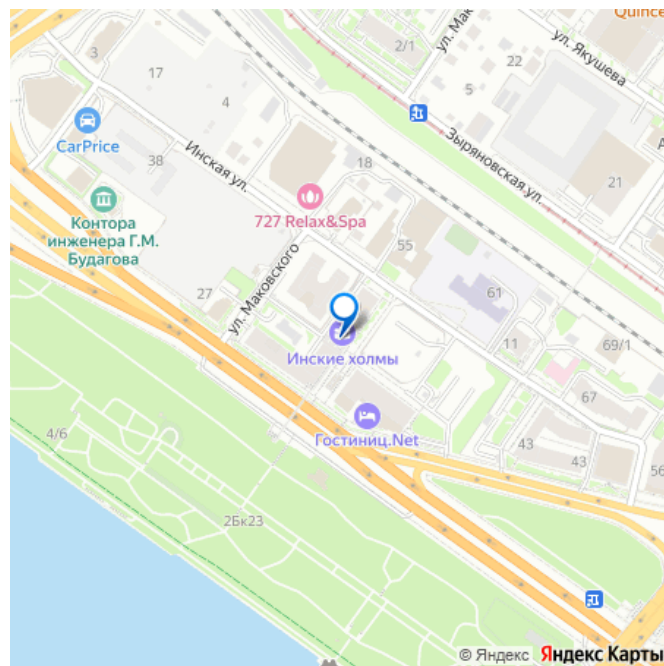 Quince
ул. Мак
2/1
3
ул. Якушева
22
17
5
4
CarPrice
Зыряновская ул.
А
Инская ул.
38
18
21
727 Relax&Spa
Контора
инженера Г.М.
Будагова
55
61
27
ул. Маковского
11
69/1
Инские холмы
67
4/6
Гостиниц.Net
43
43
56
2Бк23
© Яндекс Яндекс Карты